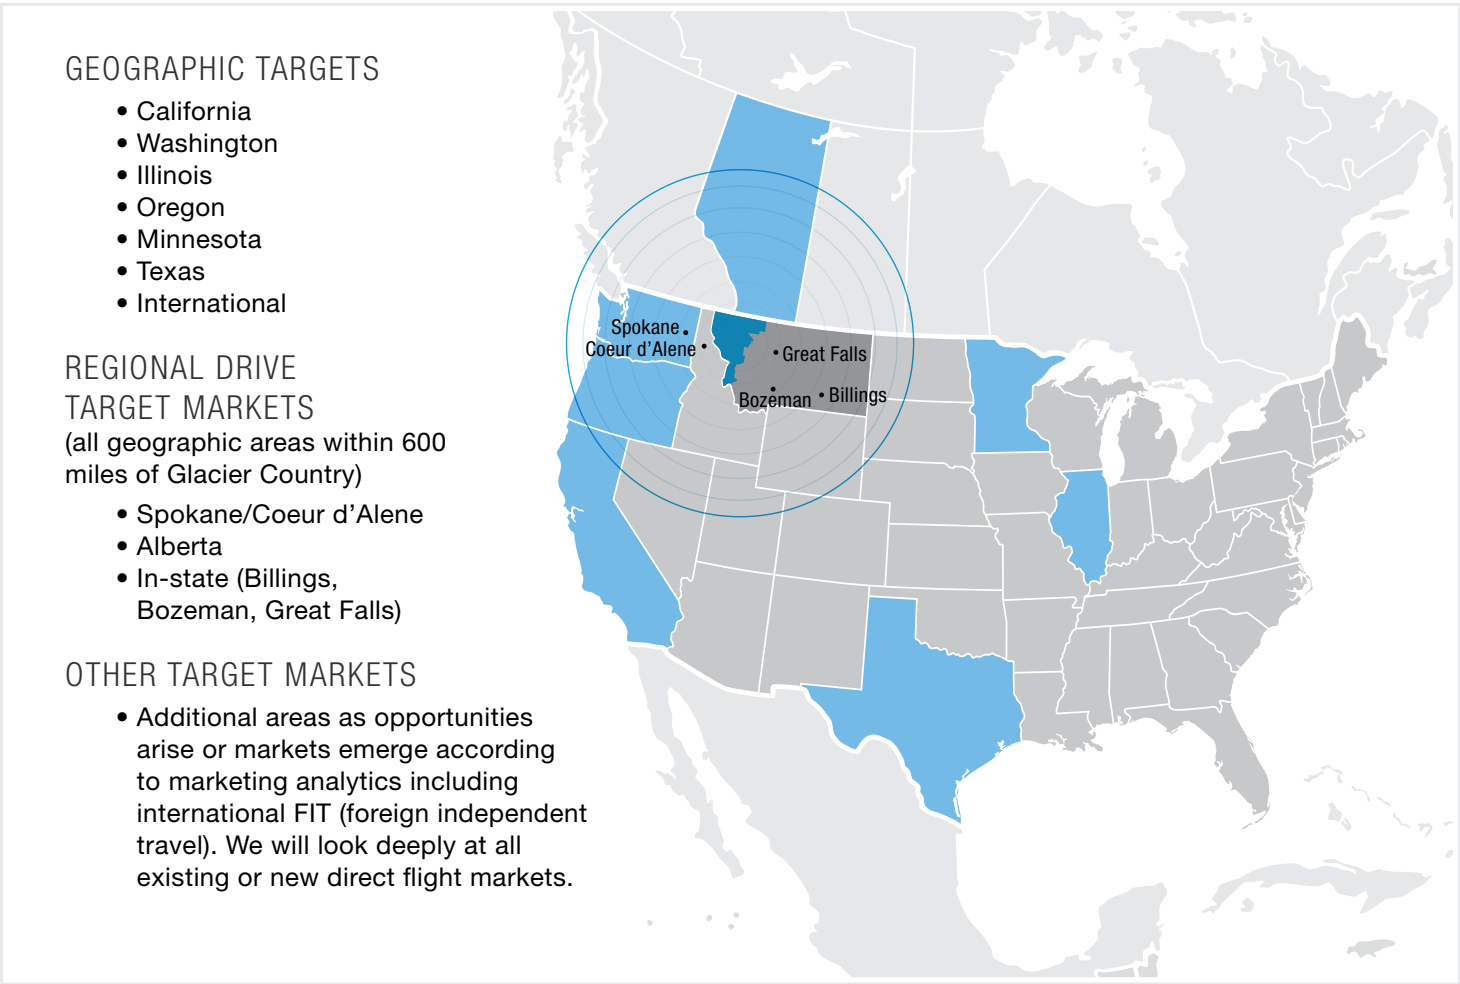 GEOGRAPHIC TARGETS
• California
• Washington
• Illinois
• Oregon
• Minnesota
• Texas
• International
REGIONAL DRIVE
TARGET MARKETS
(all geographic areas within 600
miles of Glacier Country)
• Spokane/Coeur d’Alene
• Alberta
• In-state (Billings,
Bozeman, Great Falls)
OTHER TARGET MARKETS
• Additional areas as opportunities
arise or markets emerge according
to marketing analytics including
international FIT (foreign independent
travel). We will look deeply at all
existing or new direct flight markets.
Spokane
Coeur d’Alene
Great Falls
Bozeman
Billings